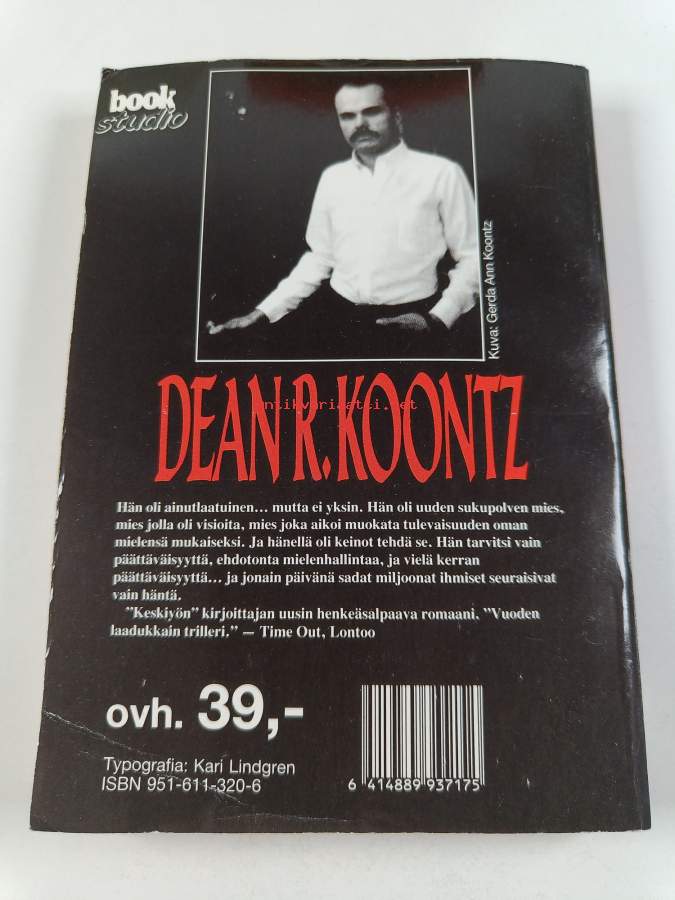 book
studio
Kuva: Gerda Ann Koontz
DEAN R. KOONTZ
antikvariaatti.net
Hän oli ainutlaatuinen... mutta ei yksin. Hän oli uuden sukupolven mies,
mies jolla oli visioita, mies joka aikoi muokata tulevaisuuden oman
mielensä mukaiseksi. Ja hänellä oli keinot tehdä se. Hän tarvitsi vain
päättäväisyyttä, ehdotonta mielenhallintaa, ja vielä kerran
päättäväisyyttä... ja jonain päivänä sadat miljoonat ihmiset seuraisivat
vain häntä.
"Keskiyön" kirjoittajan uusin henkeäsalpaava romaani. "Vuoden
laadukkain trilleri." — Time Out, Lontoo
ovh. 39,-
Typografia: Kari Lindgren
ISBN 951-611-320-6
6 414889 937175